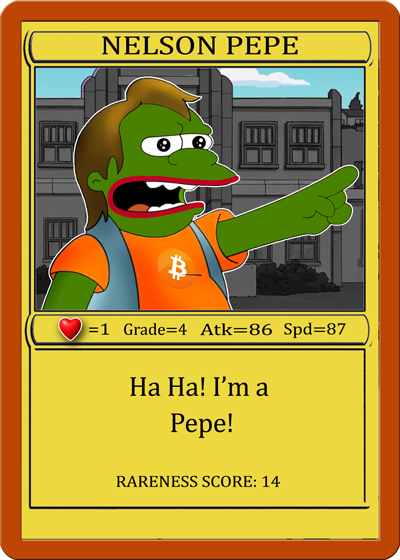 NELSON PEPE
₿
=1 Grade=4 Atk=86 Spd=87
Ha Ha! I'm a
Pepe!
RARENESS SCORE: 14